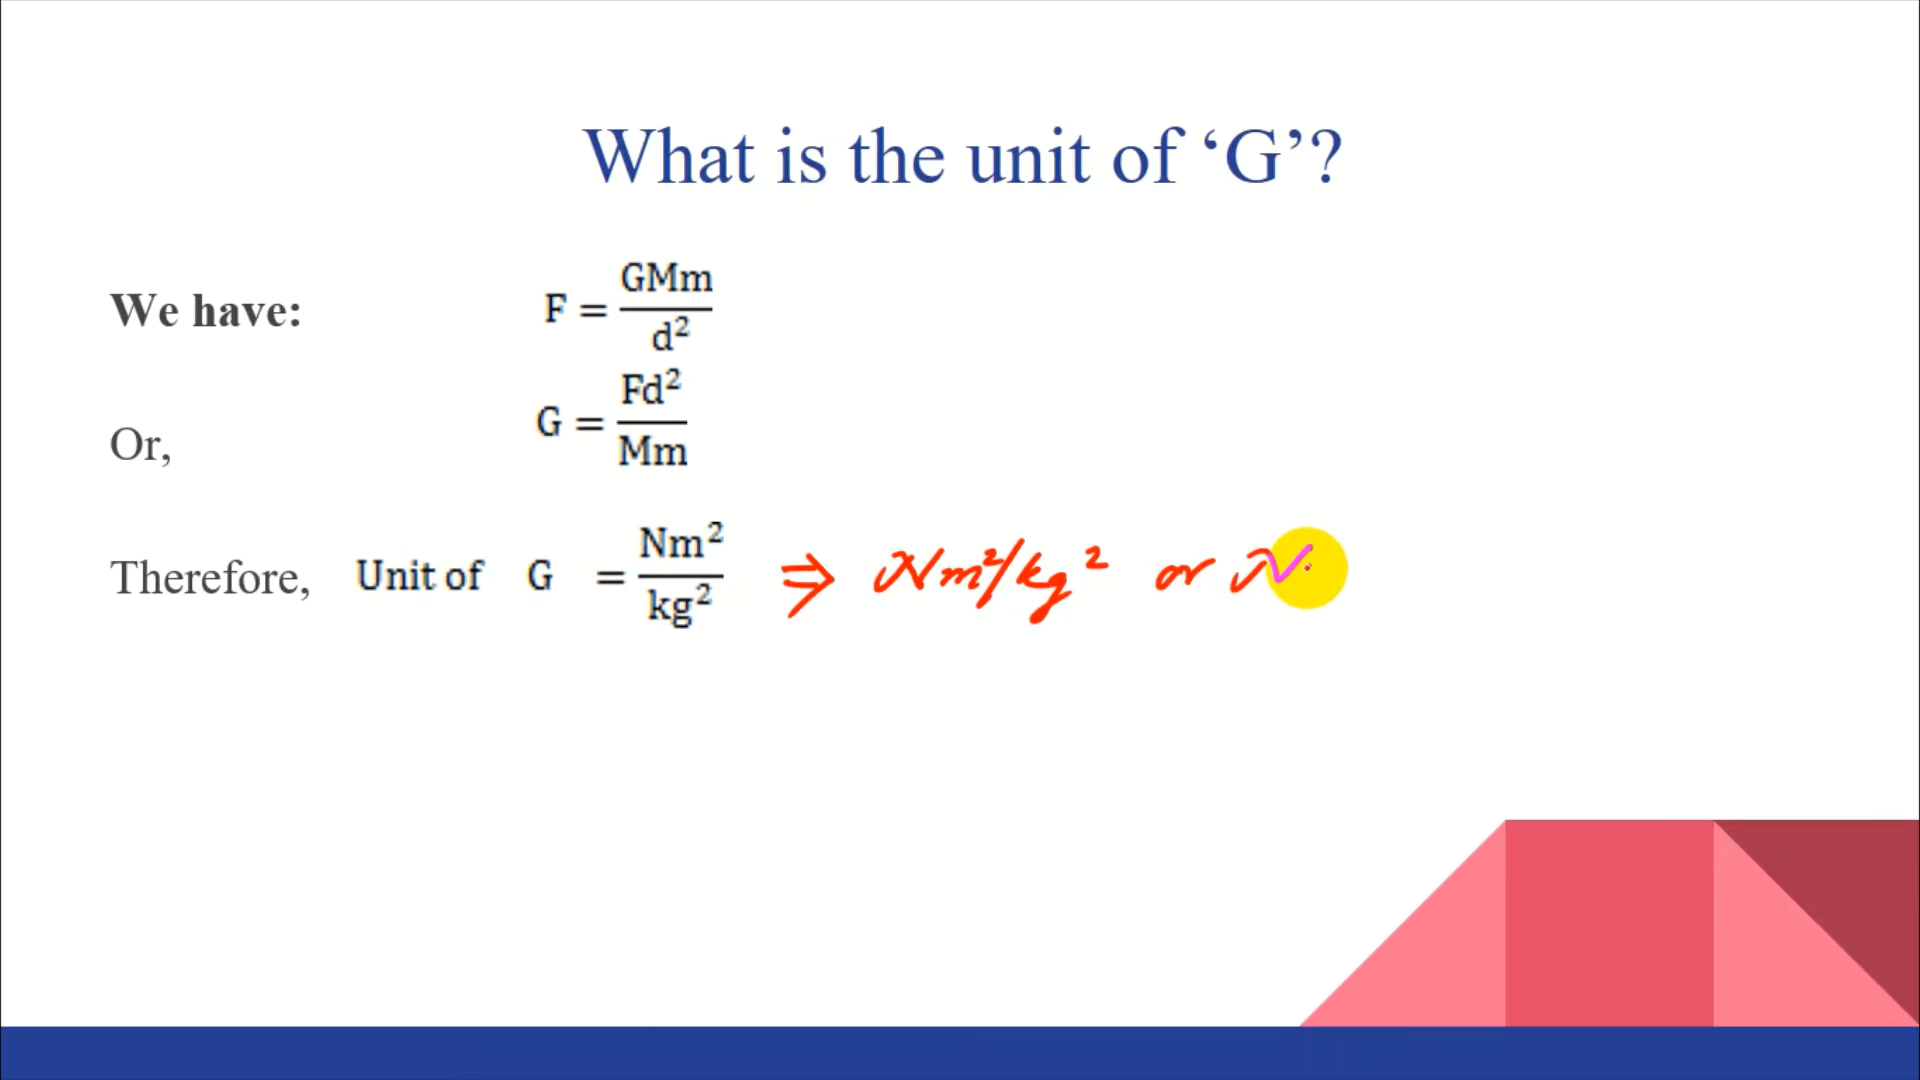 What is the unit of ‘G’?
We have: F = GMm/d²
Or, G = Fd²/Mm
Therefore, Unit of G = Nm²/kg² ⇒ Nm²/kg² or N